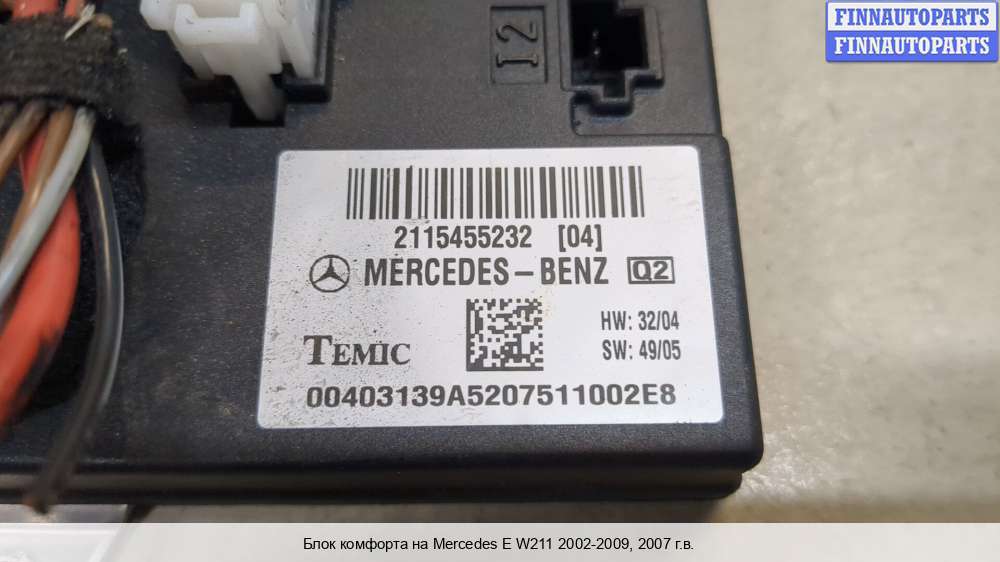 FINNAUTOPARTS
FINNAUTOPARTS
I2
2115455232 [04]
MERCEDES-BENZ Q2
TEMIC
HW: 32/04
SW: 49/05
00403139A5207511002E8
Блок комфорта на Mercedes E W211 2002-2009, 2007 г.в.